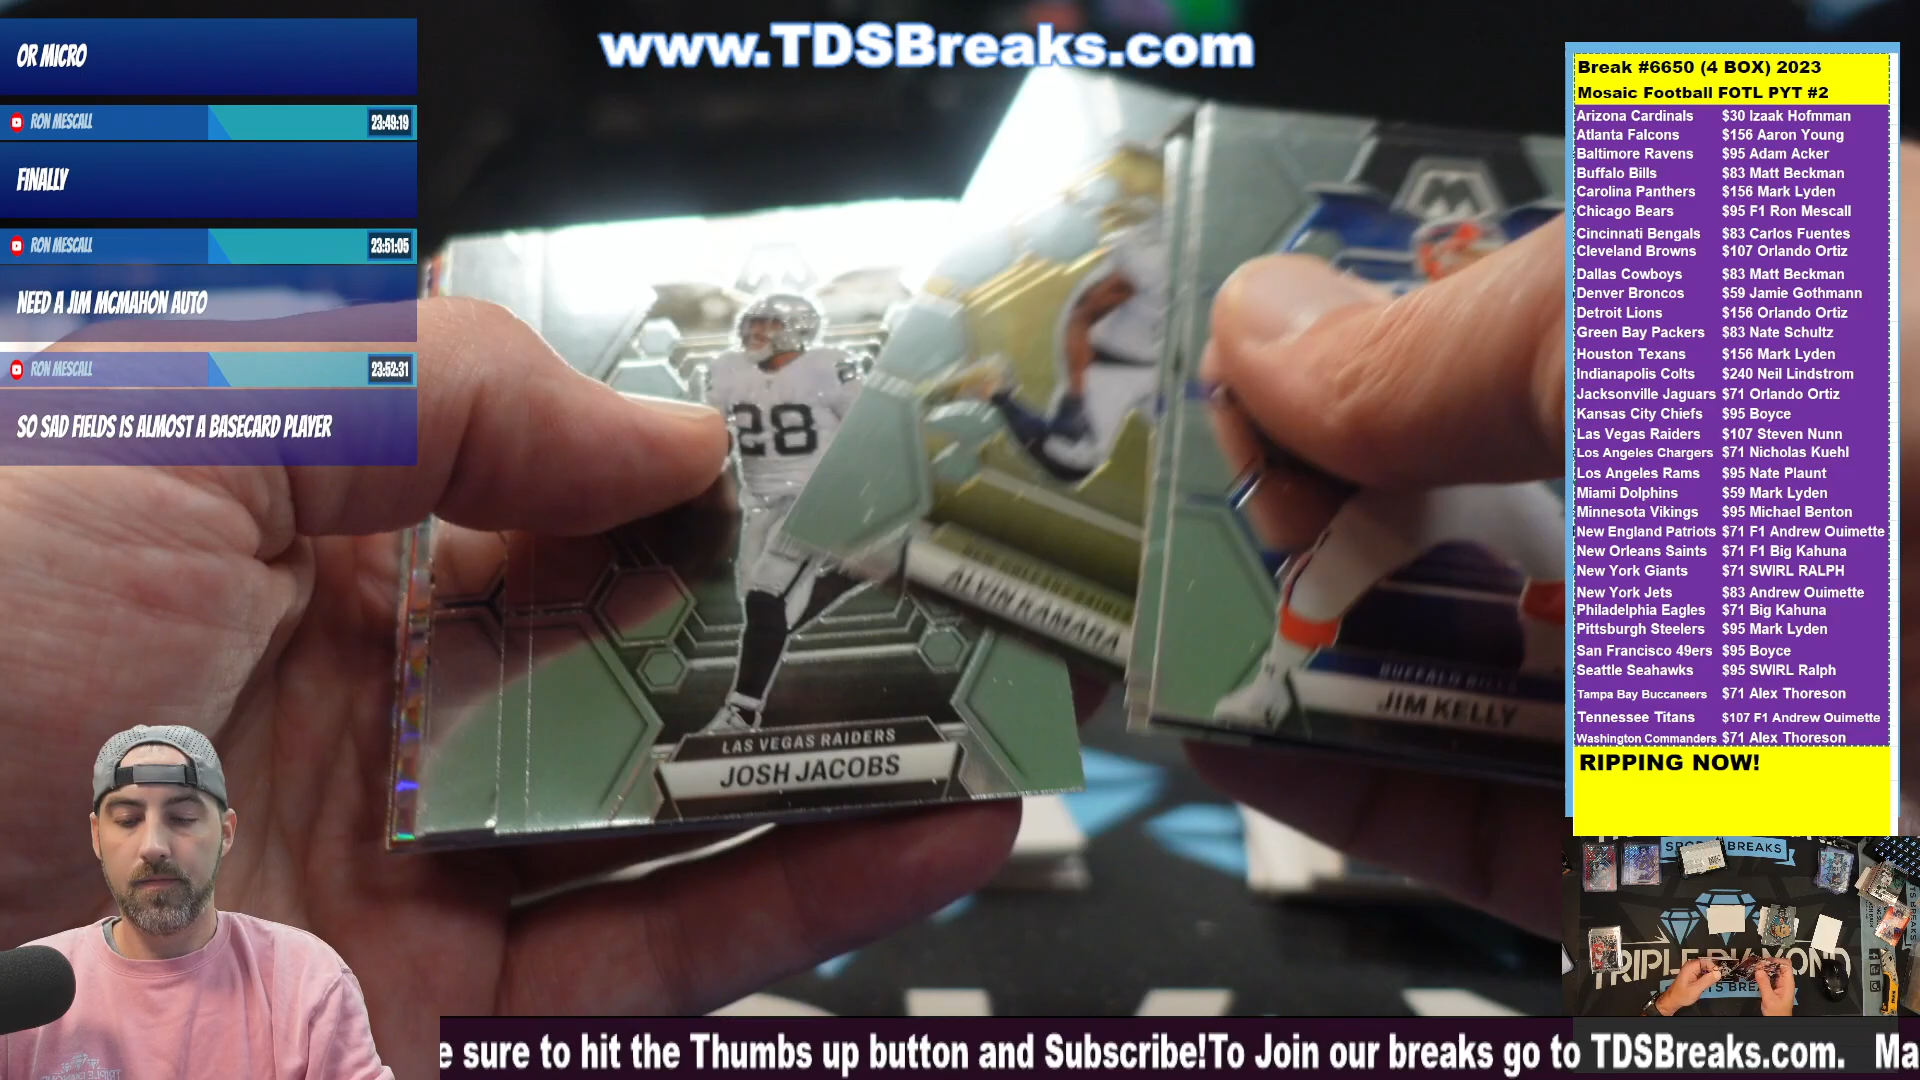 OR MICRO
RON MESCALL
23:49:19
FINALLY
RON MESCALL
23:51:05
NEED A JIM MCMAHON AUTO
RON MESCALL
23:52:31
SO SAD FIELDS IS ALMOST A BASECARD PLAYER
www.TDSBreaks.com
28
LAS VEGAS RAIDERS
JOSH JACOBS
NEW ORLEANS SAINTS
ALVIN KAMARA
BUFFALO BILLS
JIM KELLY
Break #6650 (4 BOX) 2023
Mosaic Football FOTL PYT #2
Arizona Cardinals $30 Izaak Hofmman
Atlanta Falcons $156 Aaron Young
Baltimore Ravens $95 Adam Acker
Buffalo Bills $83 Matt Beckman
Carolina Panthers $156 Mark Lyden
Chicago Bears $95 F1 Ron Mescall
Cincinnati Bengals $83 Carlos Fuentes
Cleveland Browns $107 Orlando Ortiz
Dallas Cowboys $83 Matt Beckman
Denver Broncos $59 Jamie Gothmann
Detroit Lions $156 Orlando Ortiz
Green Bay Packers $83 Nate Schultz
Houston Texans $156 Mark Lyden
Indianapolis Colts $240 Neil Lindstrom
Jacksonville Jaguars $71 Orlando Ortiz
Kansas City Chiefs $95 Boyce
Las Vegas Raiders $107 Steven Nunn
Los Angeles Chargers $71 Nicholas Kuehl
Los Angeles Rams $95 Nate Plaunt
Miami Dolphins $59 Mark Lyden
Minnesota Vikings $95 Michael Benton
New England Patriots $71 F1 Andrew Ouimette
New Orleans Saints $71 F1 Big Kahuna
New York Giants $71 SWIRL RALPH
New York Jets $83 Andrew Ouimette
Philadelphia Eagles $71 Big Kahuna
Pittsburgh Steelers $95 Mark Lyden
San Francisco 49ers $95 Boyce
Seattle Seahawks $95 SWIRL Ralph
Tampa Bay Buccaneers $71 Alex Thoreson
Tennessee Titans $107 F1 Andrew Ouimette
Washington Commanders $71 Alex Thoreson
RIPPING NOW!
SPORTS BREAKS
TRIPLE DIAMOND
e sure to hit the Thumbs up button and Subscribe!To Join our breaks go to TDSBreaks.com. Ma